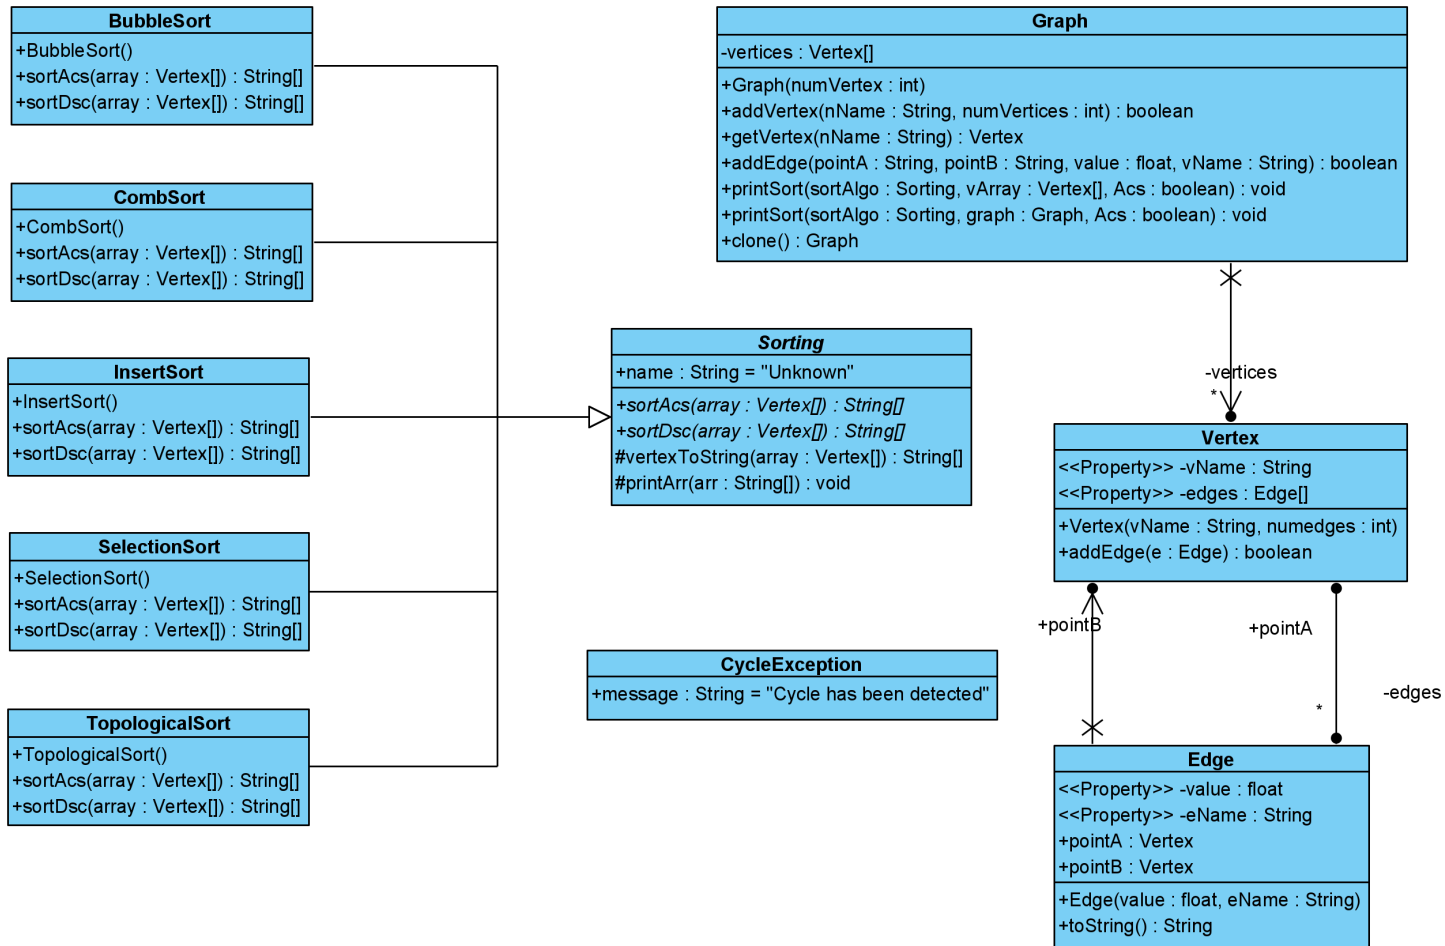 BubbleSort
+BubbleSort()
+sortAcs(array : Vertex[]) : String[]
+sortDsc(array : Vertex[]) : String[]
CombSort
+CombSort()
+sortAcs(array : Vertex[]) : String[]
+sortDsc(array : Vertex[]) : String[]
InsertSort
+InsertSort()
+sortAcs(array : Vertex[]) : String[]
+sortDsc(array : Vertex[]) : String[]
SelectionSort
+SelectionSort()
+sortAcs(array : Vertex[]) : String[]
+sortDsc(array : Vertex[]) : String[]
TopologicalSort
+TopologicalSort()
+sortAcs(array : Vertex[]) : String[]
+sortDsc(array : Vertex[]) : String[]
Sorting
+name : String = "Unknown"
+sortAcs(array : Vertex[]) : String[]
+sortDsc(array : Vertex[]) : String[]
#vertexToString(array : Vertex[]) : String[]
#printArr(arr : String[]) : void
CycleException
+message : String = "Cycle has been detected"
Graph
-vertices : Vertex[]
+Graph(numVertex : int)
+addVertex(nName : String, numVertices : int) : boolean
+getVertex(nName : String) : Vertex
+addEdge(pointA : String, pointB : String, value : float, vName : String) : boolean
+printSort(sortAlgo : Sorting, vArray : Vertex[], Acs : boolean) : void
+printSort(sortAlgo : Sorting, graph : Graph, Acs : boolean) : void
+clone() : Graph
-vertices
*
Vertex
<<Property>> -vName : String
<<Property>> -edges : Edge[]
+Vertex(vName : String, numedges : int)
+addEdge(e : Edge) : boolean
+pointB
+pointA
-edges
*
Edge
<<Property>> -value : float
<<Property>> -eName : String
+pointA : Vertex
+pointB : Vertex
+Edge(value : float, eName : String)
+toString() : String